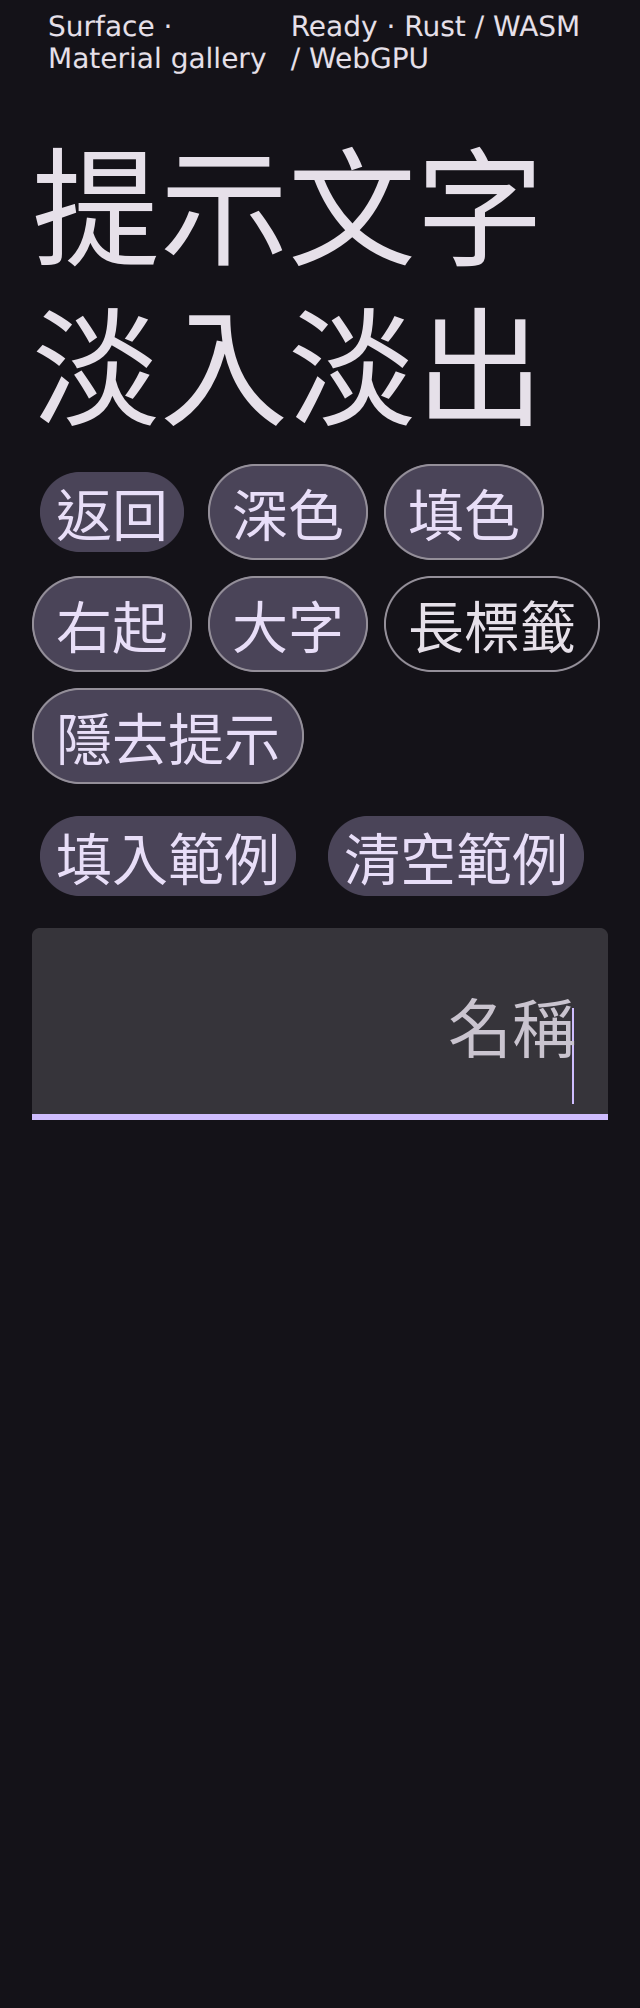 Surface ·
Material gallery
Ready · Rust / WASM
/ WebGPU
提示文字
淡入淡出
返回
深色
填色
右起
大字
長標籤
隱去提示
填入範例
清空範例
名稱